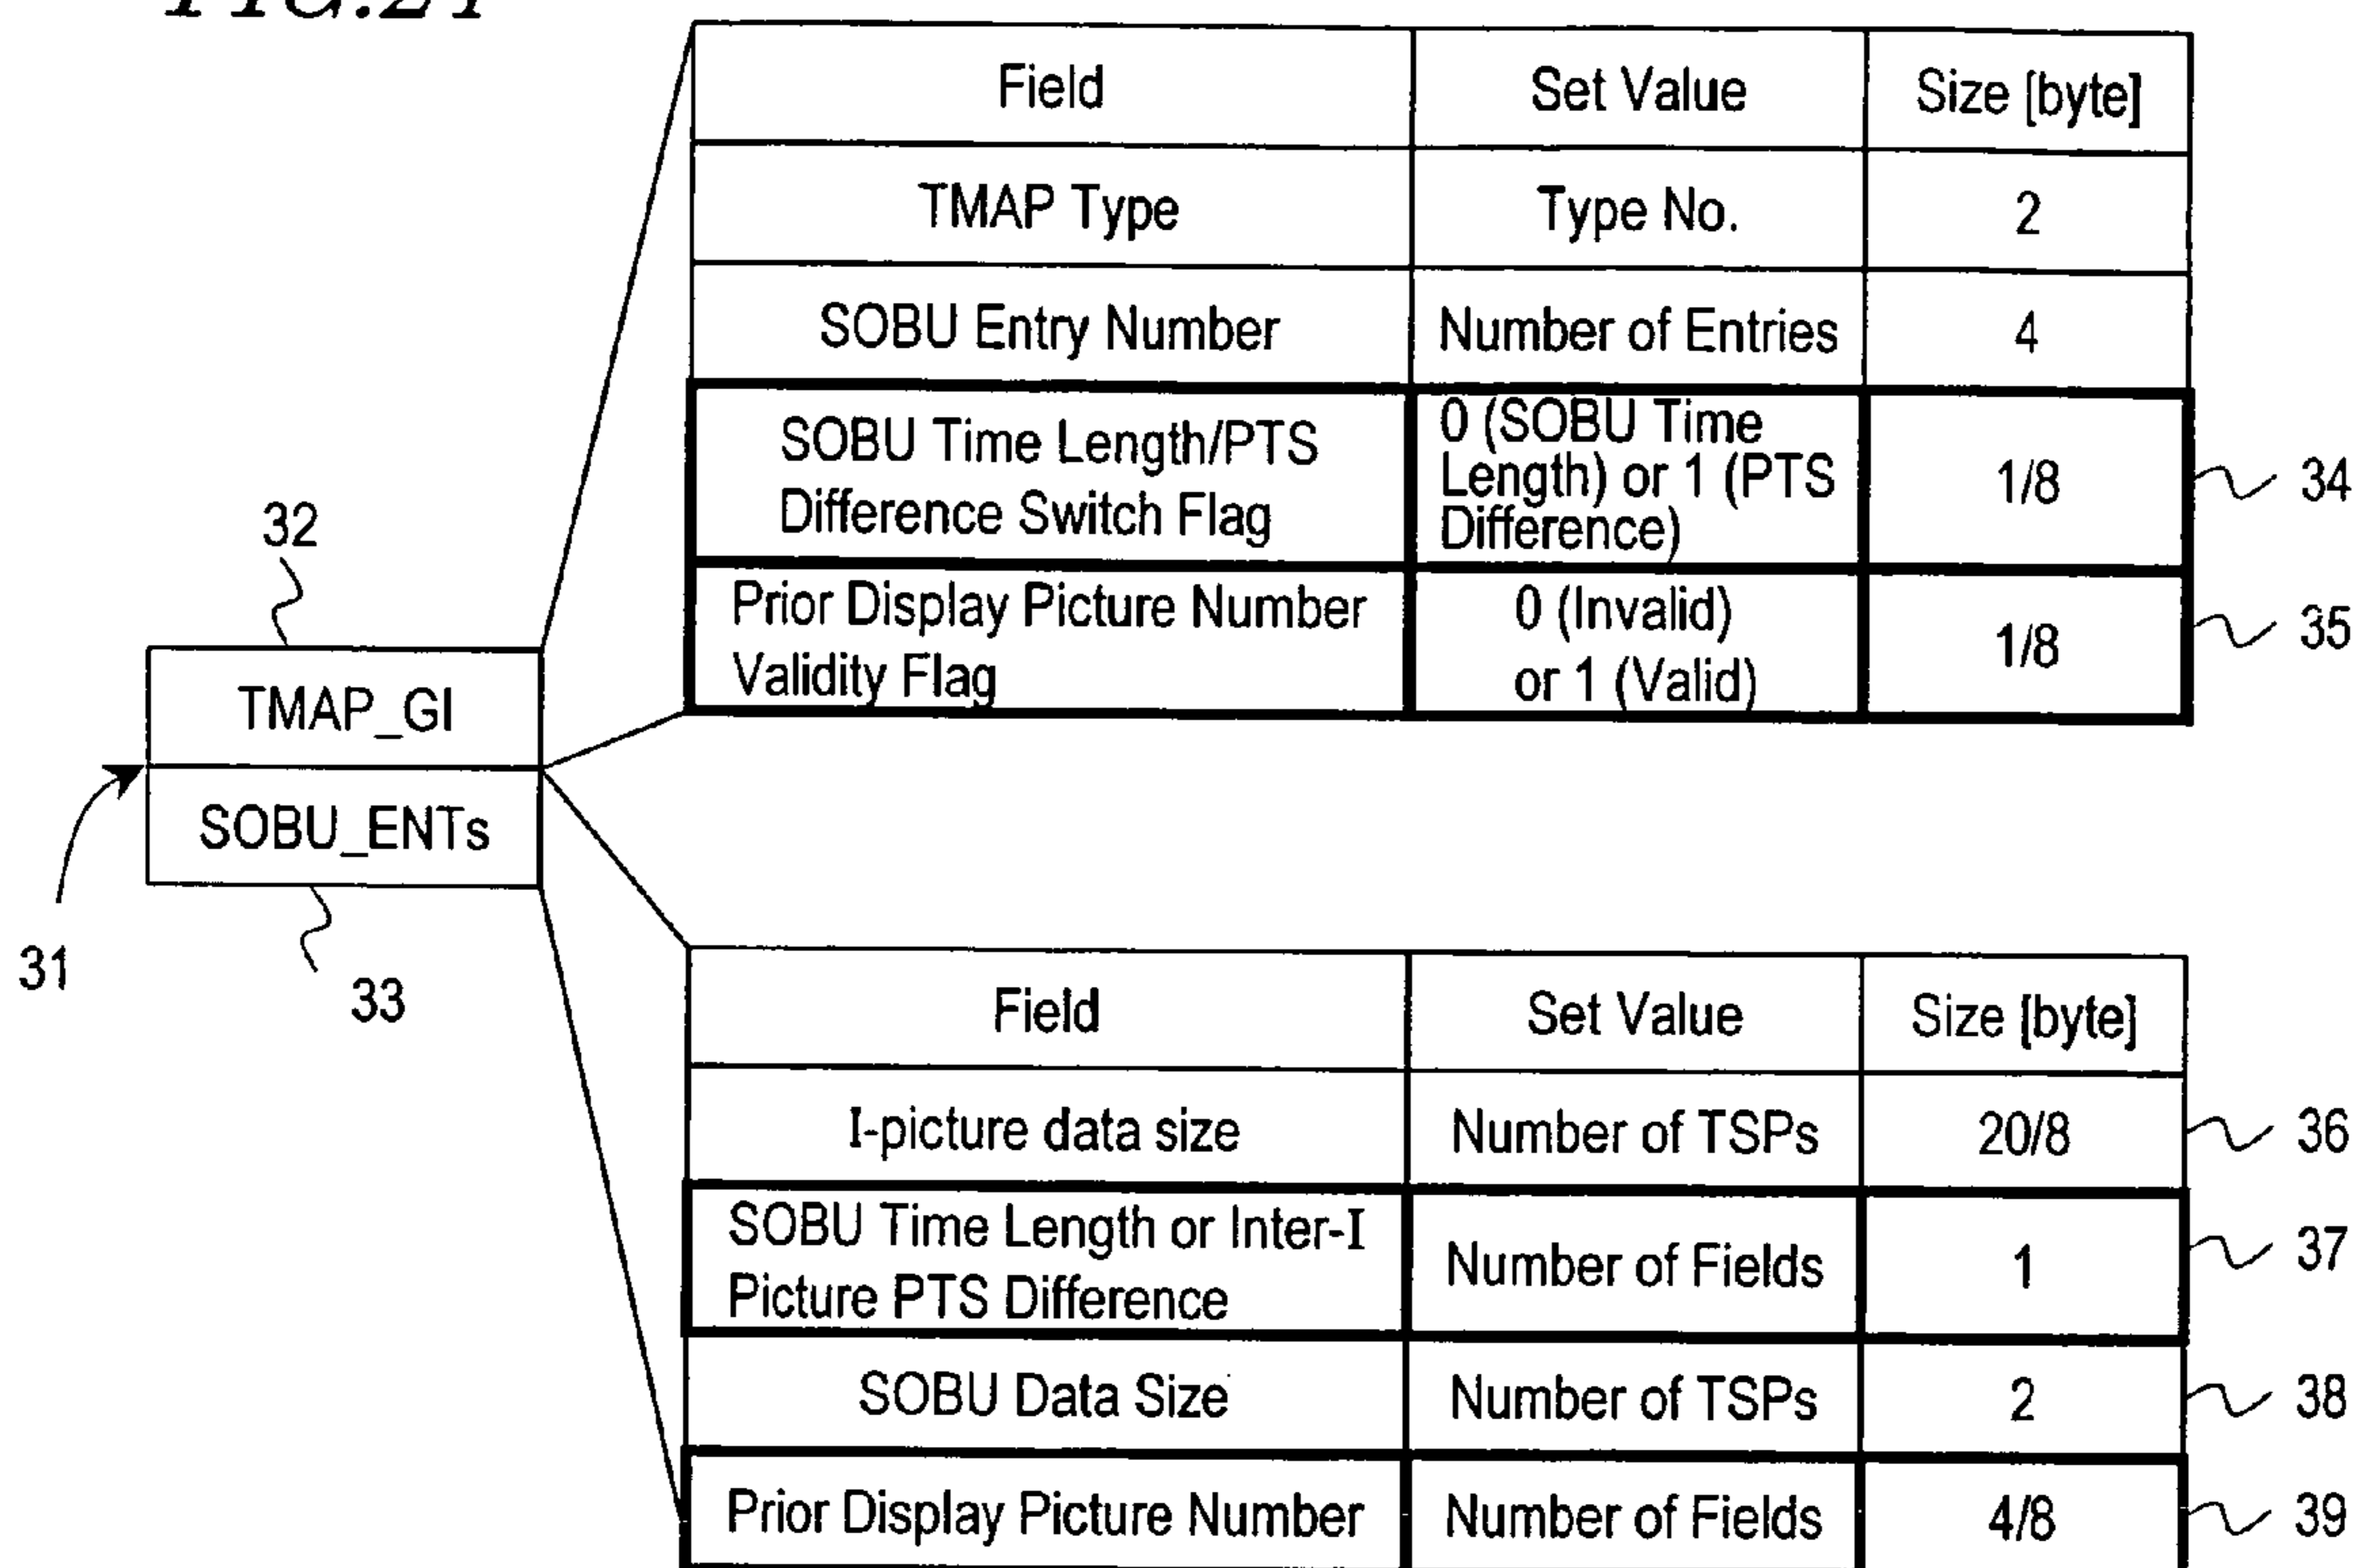 Field Set Value Size [byte]
TMAP Type Type No. 2
SOBU Entry Number Number of Entries 4
SOBU Time Length/PTS
Difference Switch Flag
0 (SOBU Time
Length) or 1 (PTS
Difference)
1/8
34
Prior Display Picture Number
Validity Flag
0 (Invalid)
or 1 (Valid)
1/8
35
32
TMAP_GI
SOBU_ENTs
31
33
Field Set Value Size [byte]
I-picture data size Number of TSPs 20/8 36
SOBU Time Length or Inter-I
Picture PTS Difference
Number of Fields
1
37
SOBU Data Size Number of TSPs 2 38
Prior Display Picture Number Number of Fields 4/8 39